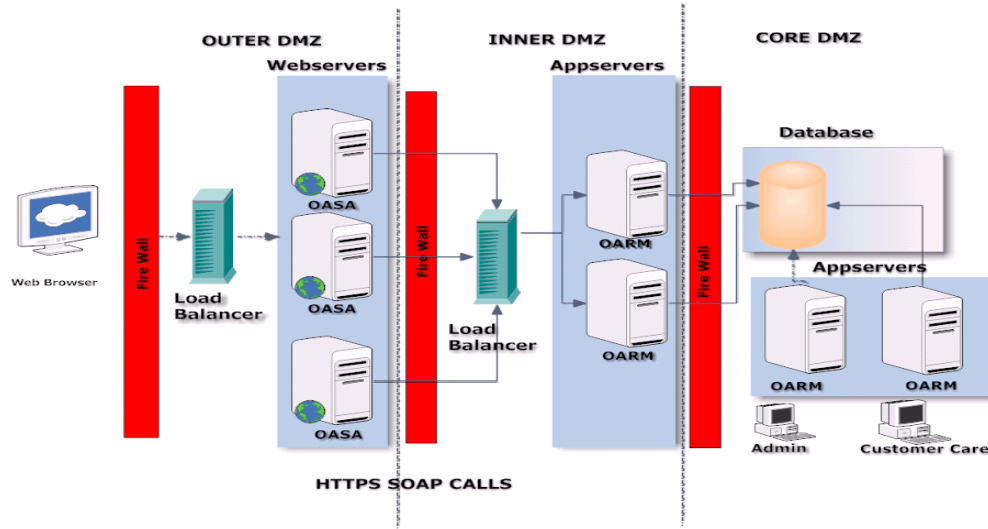 OUTER DMZ
INNER DMZ
CORE DMZ
Webservers
Appservers
Database
OASA
OARM
Fire Wall
Fire Wall
Fire Wall
OASA
OARM
Web Browser
Load
Balancer
Load
Balancer
Appservers
OASA
OARM
OARM
Admin
Customer Care
HTTPS SOAP CALLS